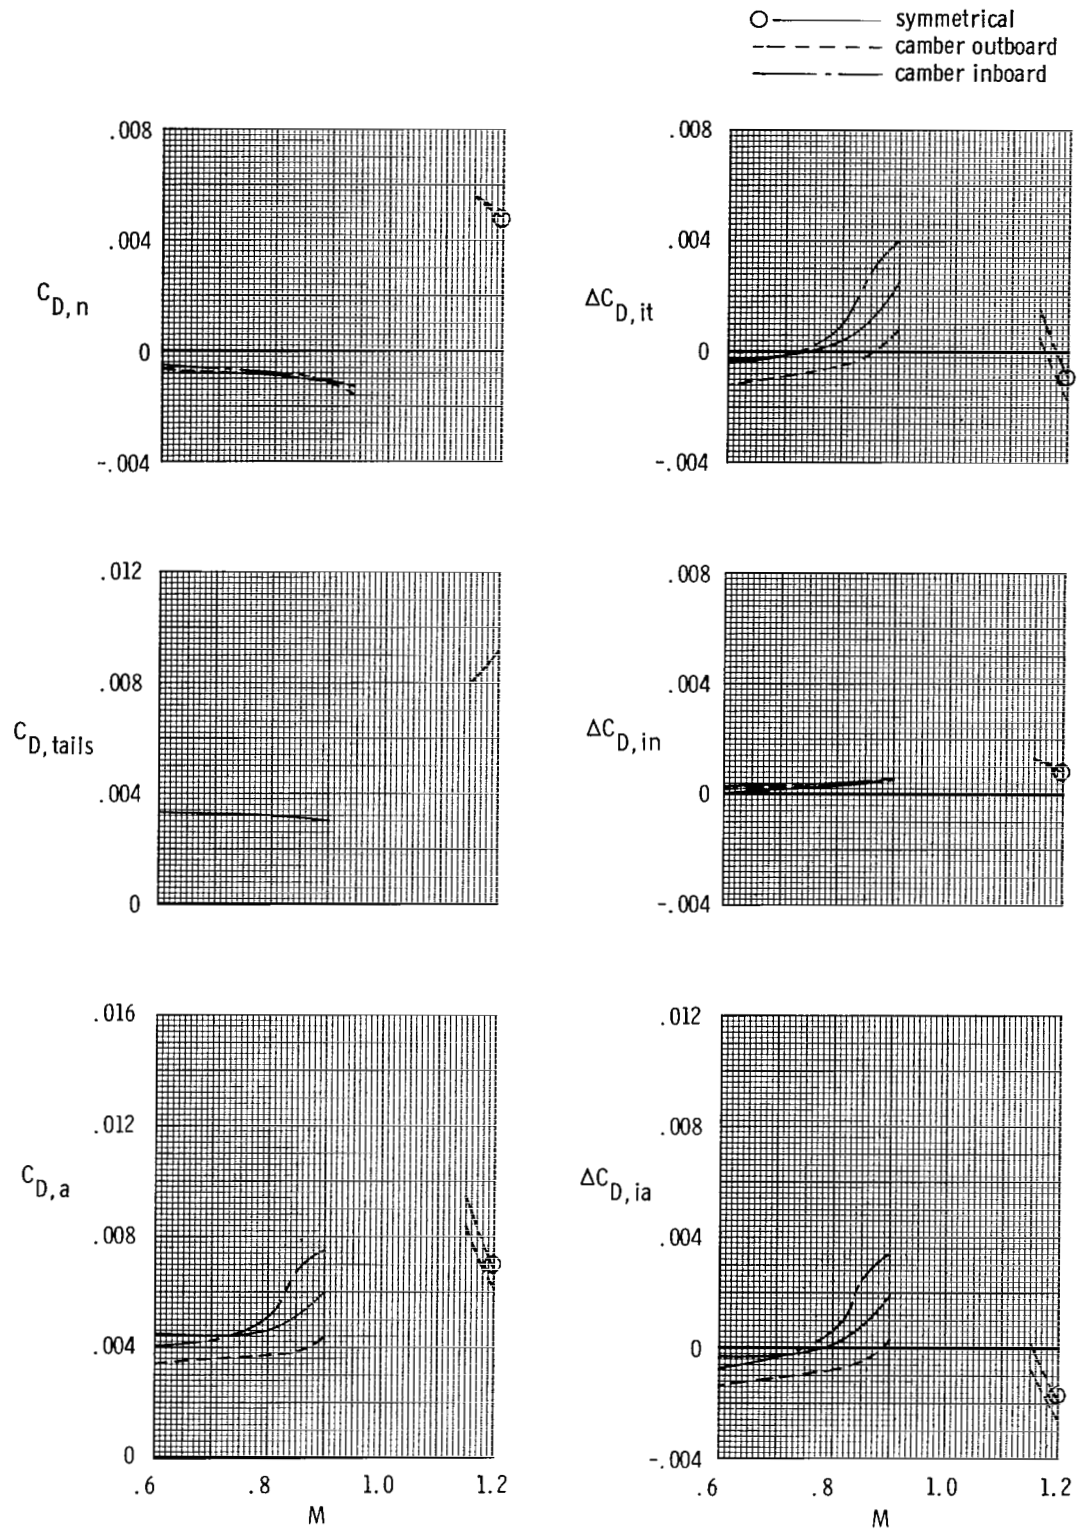 symmetrical
camber outboard
camber inboard
.008
.004
0
-.004
C_D,n
.008
.004
0
-.004
ΔC_D,it
.012
.008
.004
0
C_D,tails
.008
.004
0
-.004
ΔC_D,in
.016
.012
.008
.004
0
C_D,a
.6 .8 1.0 1.2
M
.012
.008
.004
0
-.004
ΔC_D,ia
.6 .8 1.0 1.2
M